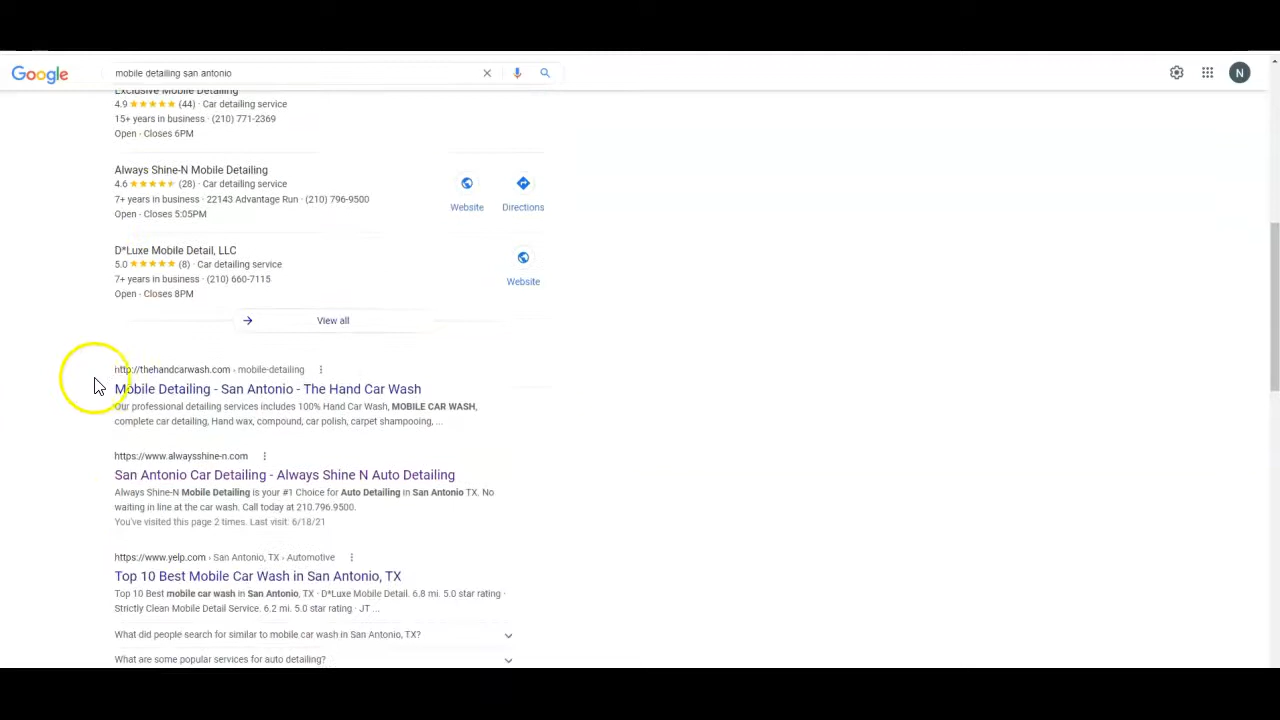 Google
mobile detailing san antonio
N
Exclusive Mobile Detailing
4.9 (44) · Car detailing service
15+ years in business · (210) 771-2369
Open · Closes 6PM
Always Shine-N Mobile Detailing
4.6 (28) · Car detailing service
7+ years in business · 22143 Advantage Run · (210) 796-9500
Open · Closes 5:05PM
Website
Directions
D*Luxe Mobile Detail, LLC
5.0 (8) · Car detailing service
7+ years in business · (210) 660-7115
Open · Closes 8PM
Website
View all
http://thehandcarwash.com › mobile-detailing
Mobile Detailing - San Antonio - The Hand Car Wash
Our professional detailing services includes 100% Hand Car Wash, MOBILE CAR WASH,
complete car detailing, Hand wax, compound, car polish, carpet shampooing, ...
https://www.alwaysshine-n.com
San Antonio Car Detailing - Always Shine N Auto Detailing
Always Shine-N Mobile Detailing is your #1 Choice for Auto Detailing in San Antonio TX. No
waiting in line at the car wash. Call today at 210.796.9500.
You've visited this page 2 times. Last visit: 6/18/21
https://www.yelp.com › San Antonio, TX › Automotive
Top 10 Best Mobile Car Wash in San Antonio, TX
Top 10 Best mobile car wash in San Antonio, TX · D*Luxe Mobile Detail. 6.8 mi. 5.0 star rating ·
Strictly Clean Mobile Detail Service. 6.2 mi. 5.0 star rating · JT ...
What did people search for similar to mobile car wash in San Antonio, TX?
What are some popular services for auto detailing?